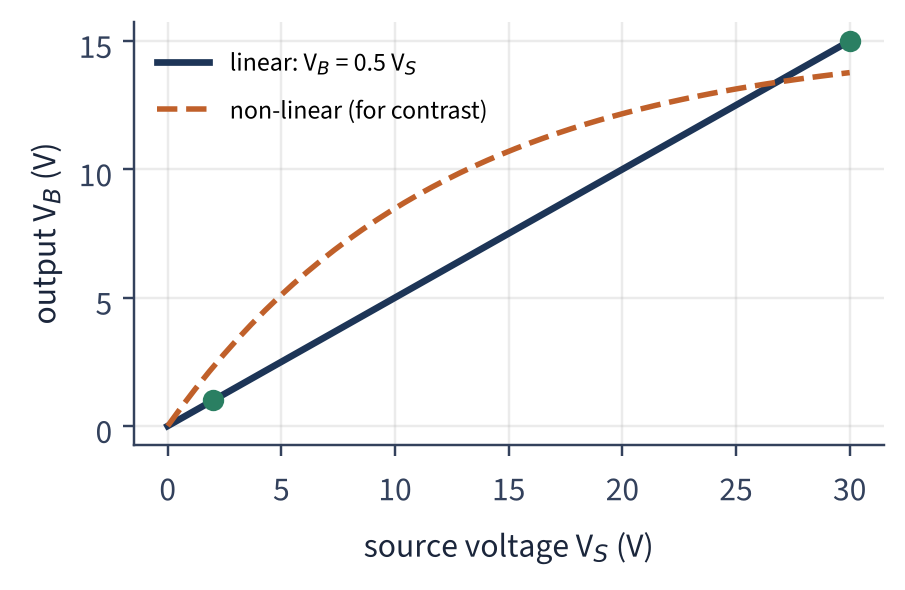 linear: V_B = 0.5 V_S
non-linear (for contrast)
output V_B (V)
15
10
5
0
0 5 10 15 20 25 30
source voltage V_S (V)